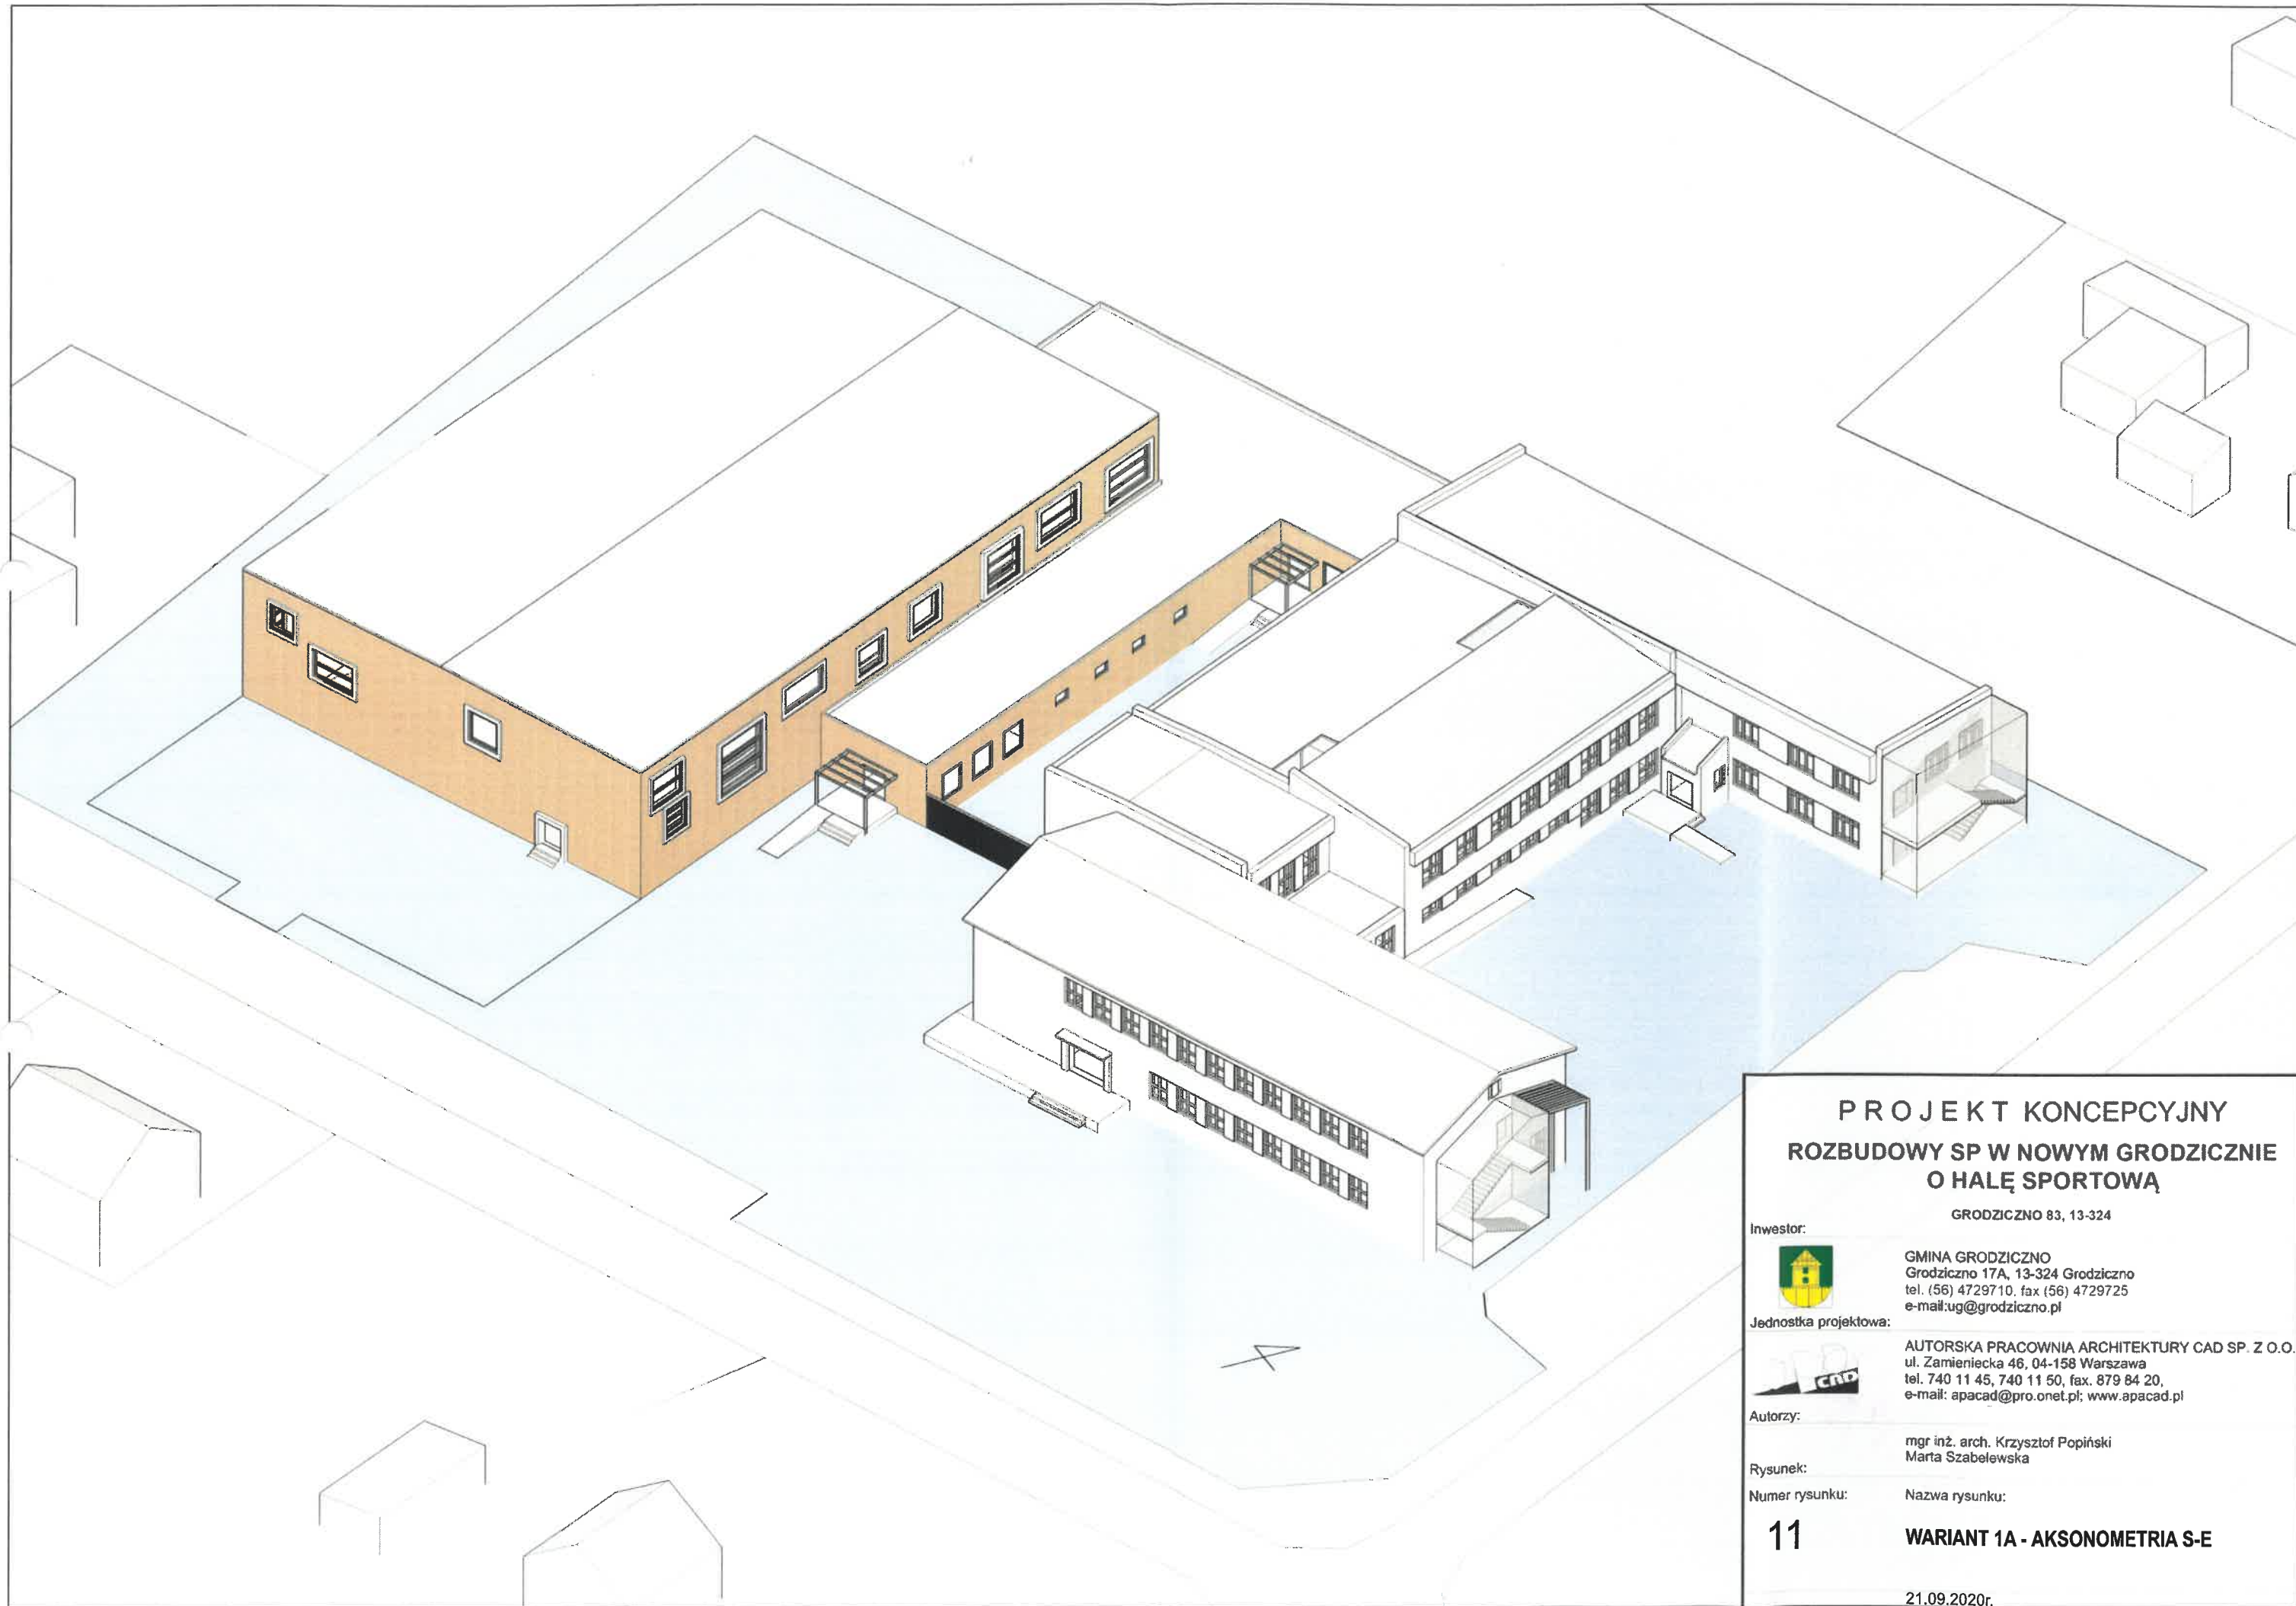 PROJEKT KONCEPCYJNY
ROZBUDOWY SP W NOWYM GRODZICZNIE
O HALĘ SPORTOWĄ
GRODZICZNO 83, 13-324
Inwestor:
GMINA GRODZICZNO
Grodziczno 17A, 13-324 Grodziczno
tel. (56) 4729710, fax (56) 4729725
e-mail:ug@grodziczno.pl
Jednostka projektowa:
CAD
AUTORSKA PRACOWNIA ARCHITEKTURY CAD SP. Z O.O.
ul. Zamieniecka 46, 04-158 Warszawa
tel. 740 11 45, 740 11 50, fax. 879 84 20,
e-mail: apacad@pro.onet.pl; www.apacad.pl
Autorzy:
mgr inż. arch. Krzysztof Popiński
Marta Szabelewska
Rysunek:
Numer rysunku:
Nazwa rysunku:
11
WARIANT 1A - AKSONOMETRIA S-E
21.09.2020r.